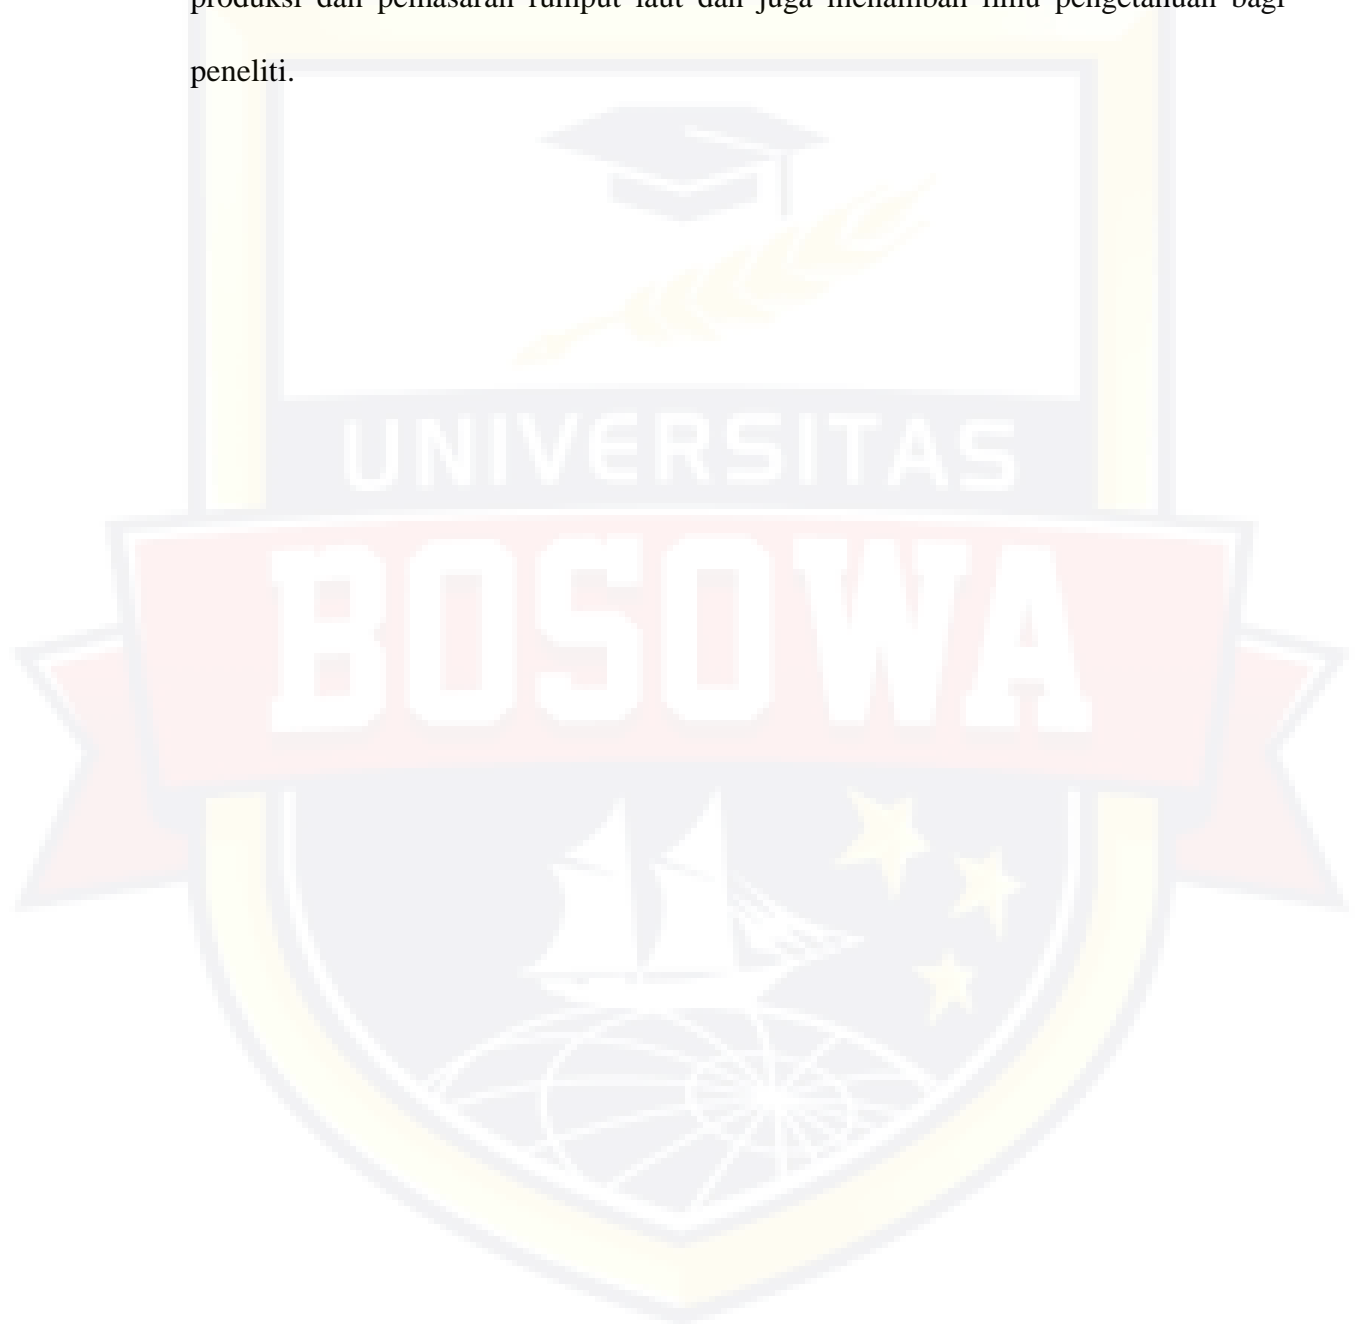 produksi dan pemasaran rumput laut dan juga menambah ilmu pengetahuan bagi
peneliti.
UNIVERSITAS
BOSOWA